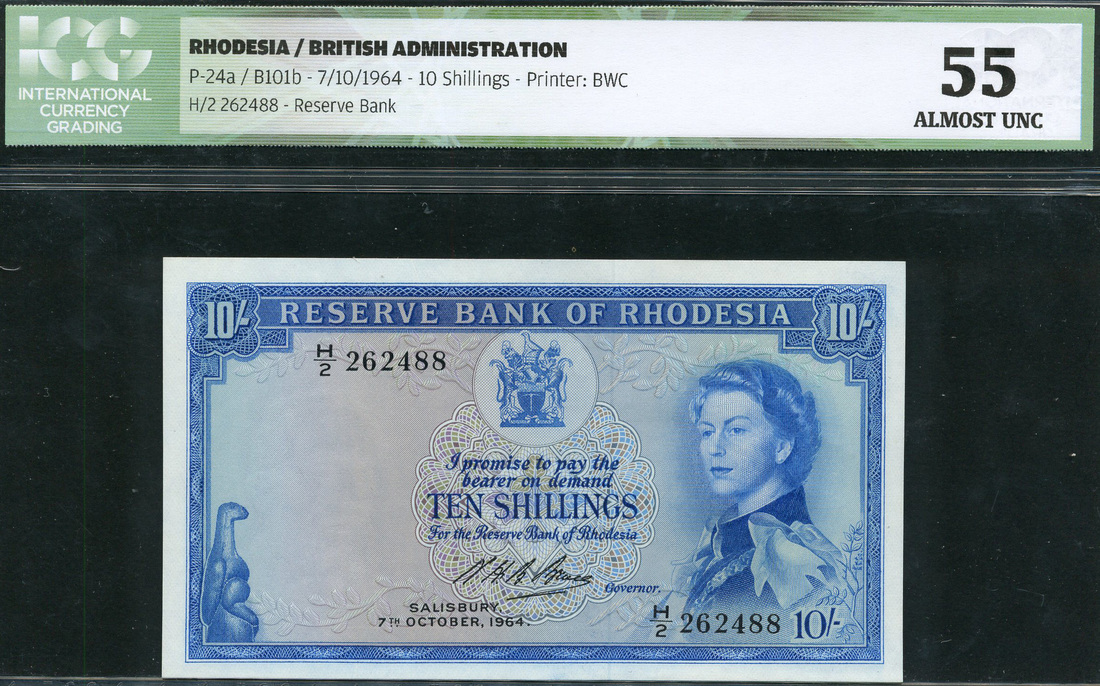 ICG
INTERNATIONAL
CURRENCY
GRADING
RHODESIA / BRITISH ADMINISTRATION
P-24a / B101b - 7/10/1964 - 10 Shillings - Printer: BWC
H/2 262488 - Reserve Bank
55
ALMOST UNC
10/- RESERVE BANK OF RHODESIA 10/-
H/2 262488
I promise to pay the
bearer on demand
TEN SHILLINGS
For the Reserve Bank of Rhodesia
Governor.
SALISBURY,
7TH OCTOBER, 1964.
H/2 262488 10/-